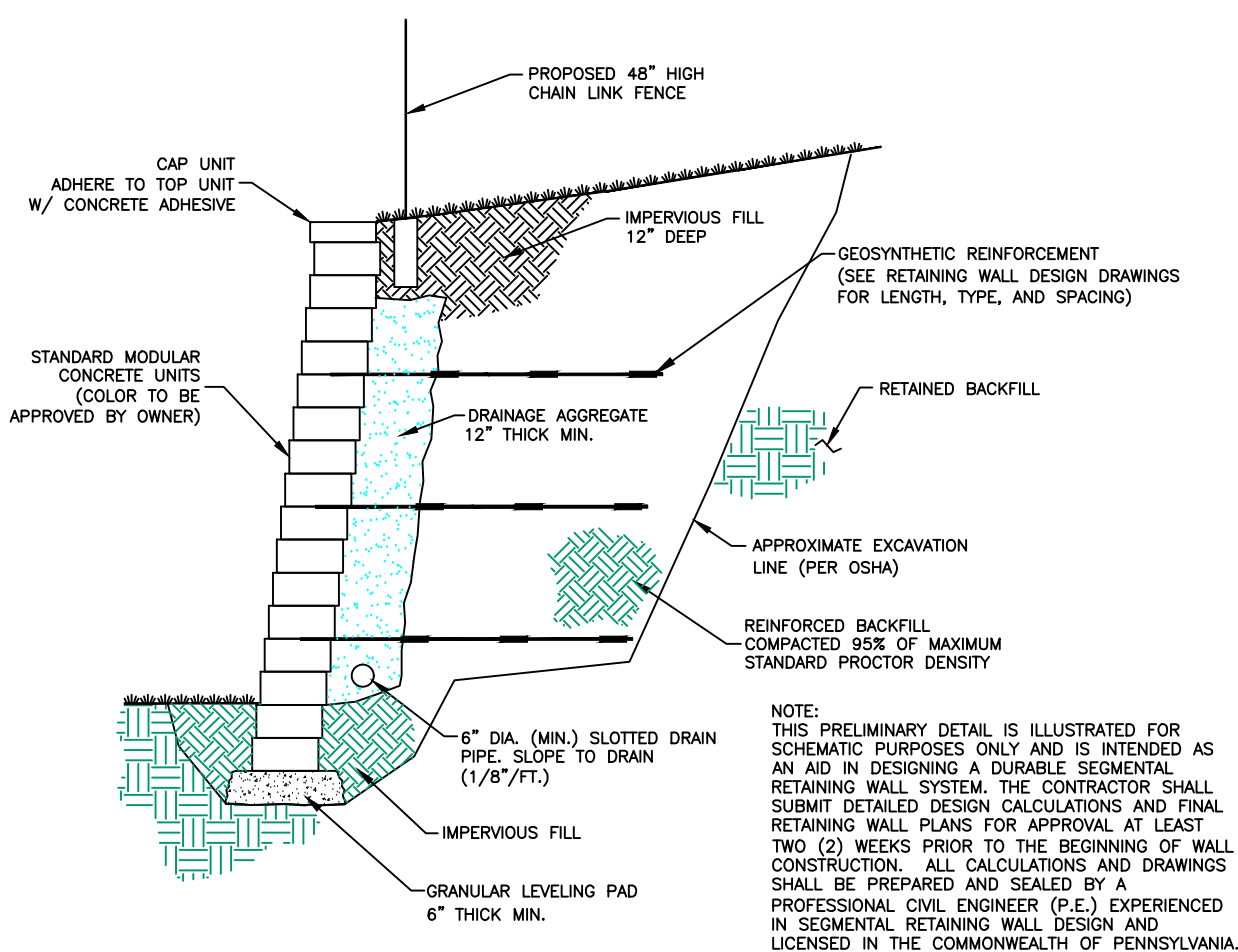 PROPOSED 48” HIGH
CHAIN LINK FENCE
CAP UNIT
ADHERE TO TOP UNIT
W/ CONCRETE ADHESIVE
IMPERVIOUS FILL
12” DEEP
GEOSYNTHETIC REINFORCEMENT
(SEE RETAINING WALL DESIGN DRAWINGS
FOR LENGTH, TYPE, AND SPACING)
STANDARD MODULAR
CONCRETE UNITS
(COLOR TO BE
APPROVED BY OWNER)
RETAINED BACKFILL
DRAINAGE AGGREGATE
12” THICK MIN.
APPROXIMATE EXCAVATION
LINE (PER OSHA)
REINFORCED BACKFILL
COMPACTED 95% OF MAXIMUM
STANDARD PROCTOR DENSITY
6” DIA. (MIN.) SLOTTED DRAIN
PIPE. SLOPE TO DRAIN
(1/8”/FT.)
IMPERVIOUS FILL
GRANULAR LEVELING PAD
6” THICK MIN.
NOTE:
THIS PRELIMINARY DETAIL IS ILLUSTRATED FOR
SCHEMATIC PURPOSES ONLY AND IS INTENDED AS
AN AID IN DESIGNING A DURABLE SEGMENTAL
RETAINING WALL SYSTEM. THE CONTRACTOR SHALL
SUBMIT DETAILED DESIGN CALCULATIONS AND FINAL
RETAINING WALL PLANS FOR APPROVAL AT LEAST
TWO (2) WEEKS PRIOR TO THE BEGINNING OF WALL
CONSTRUCTION. ALL CALCULATIONS AND DRAWINGS
SHALL BE PREPARED AND SEALED BY A
PROFESSIONAL CIVIL ENGINEER (P.E.) EXPERIENCED
IN SEGMENTAL RETAINING WALL DESIGN AND
LICENSED IN THE COMMONWEALTH OF PENNSYLVANIA.